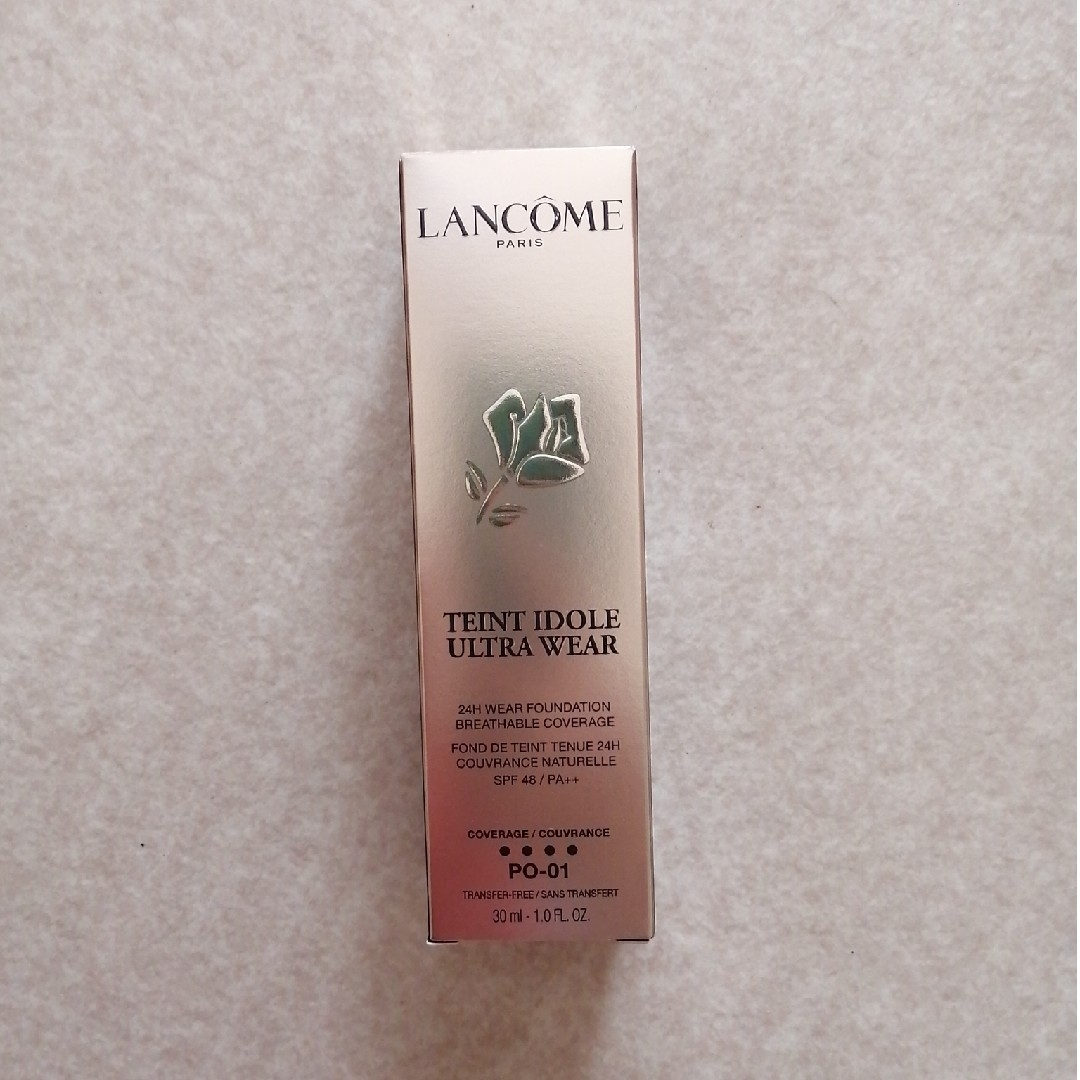 LANCÔME
PARIS
TEINT IDOLE
ULTRA WEAR
24H WEAR FOUNDATION
BREATHABLE COVERAGE
FOND DE TEINT TENUE 24H
COUVRANCE NATURELLE
SPF 48 / PA++
COVERAGE / COUVRANCE
●●●●
PO-01
TRANSFER-FREE / SANS TRANSFERT
30 ml - 1.0 FL. OZ.